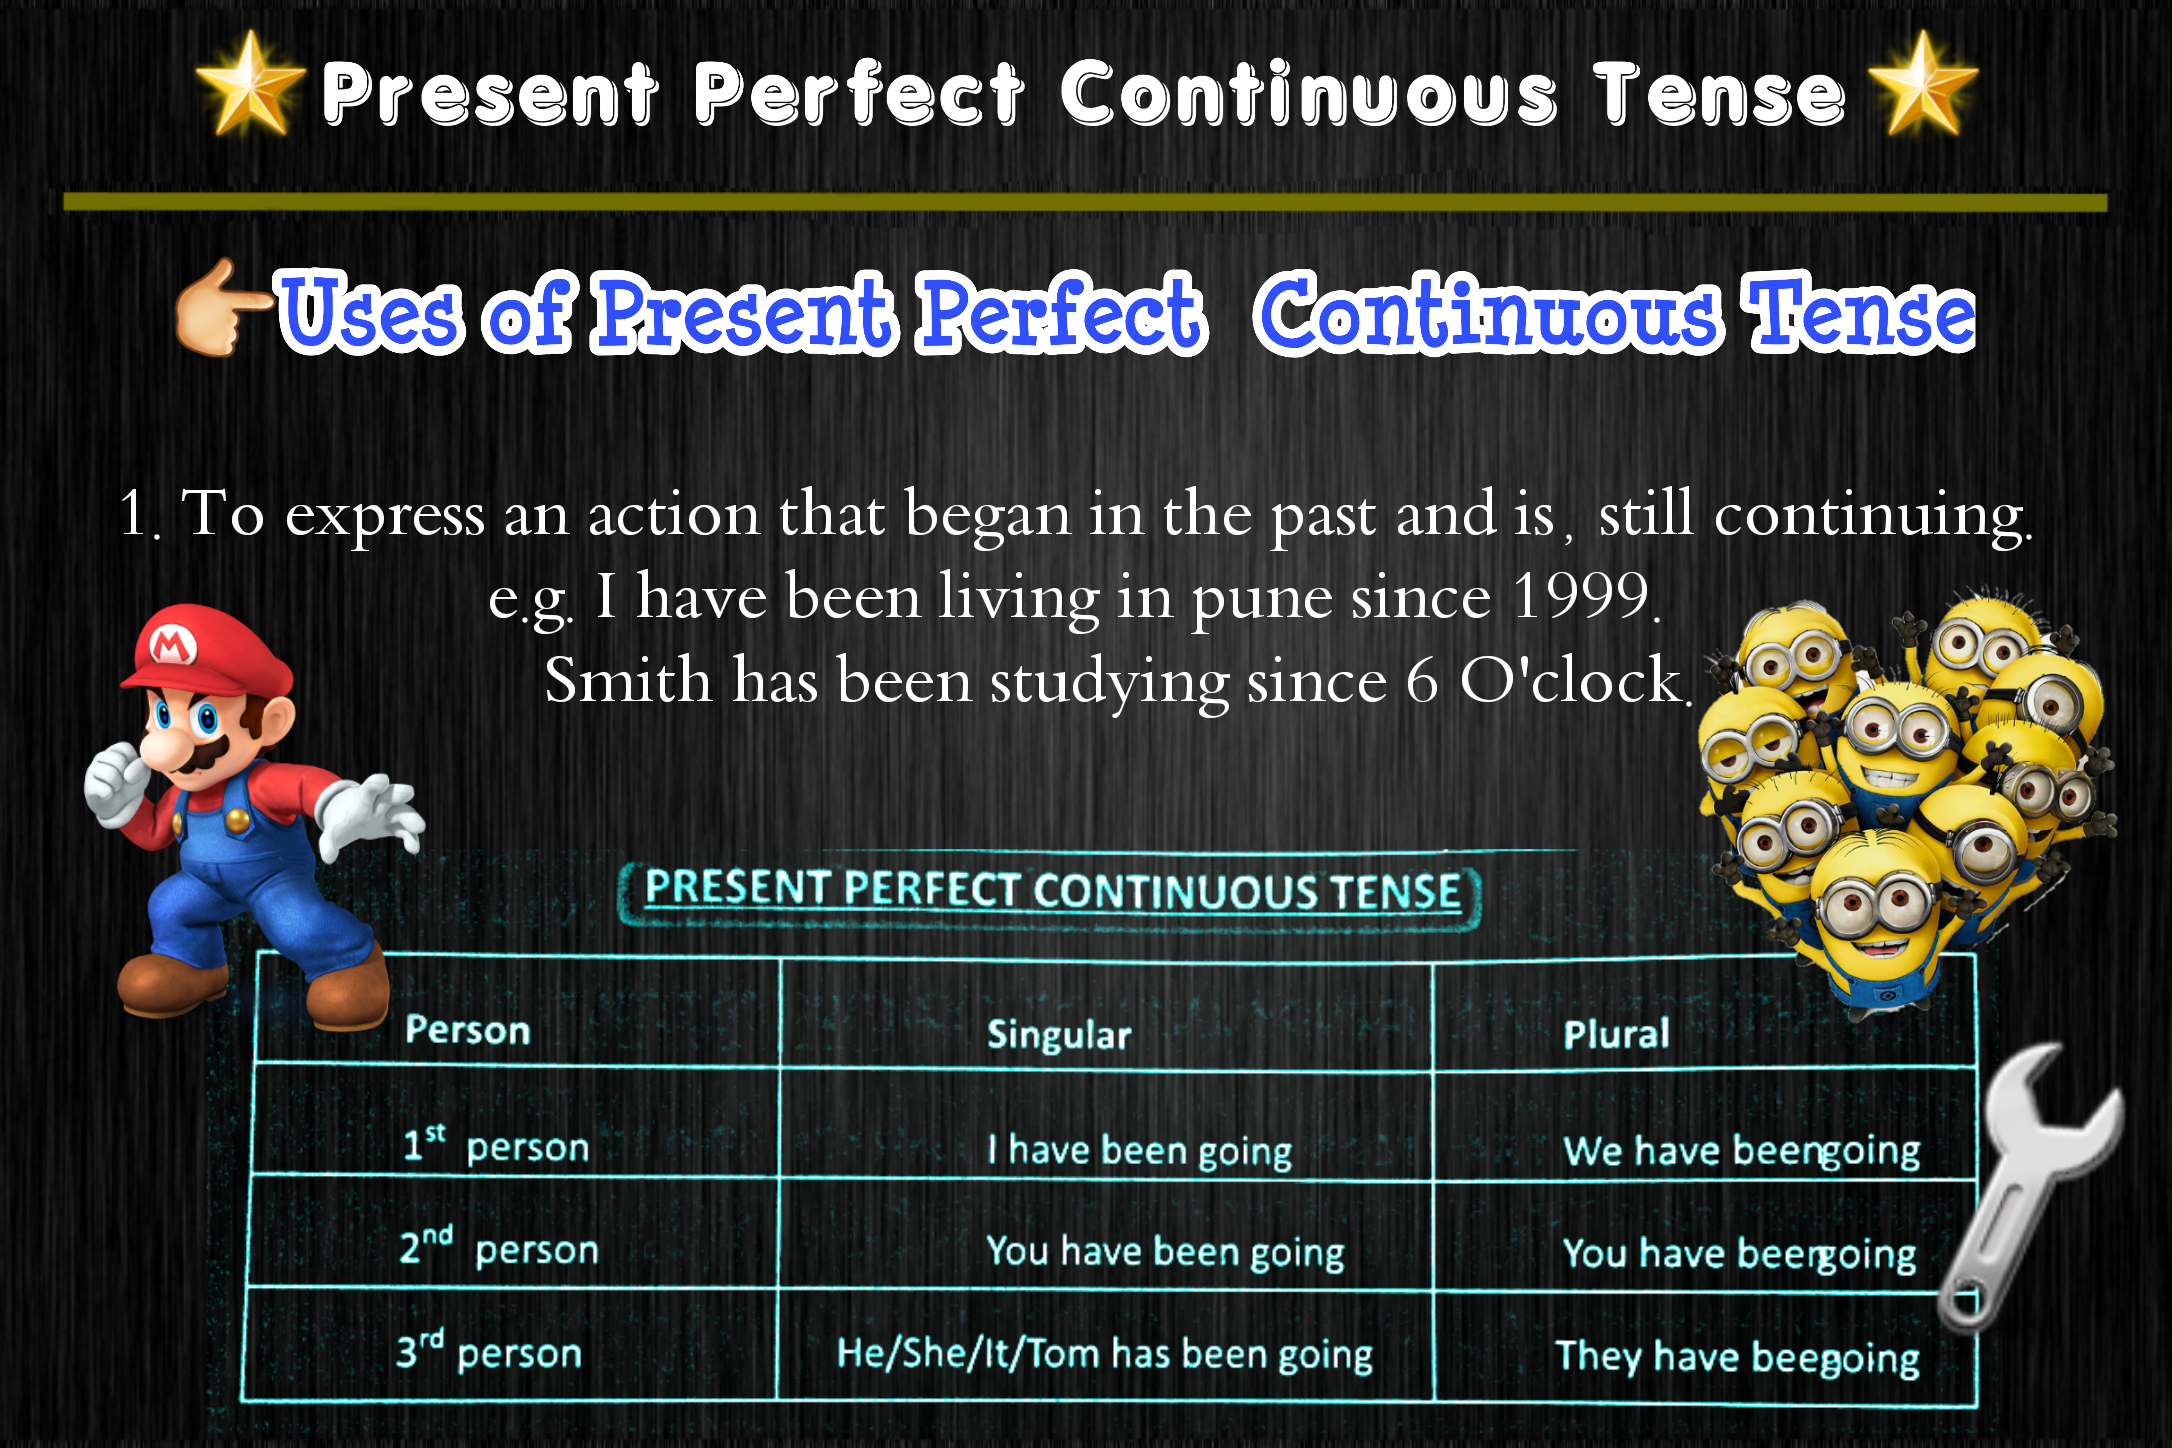 Present Perfect Continuous Tense
Uses of Present Perfect Continuous Tense
1. To express an action that began in the past and is, still continuing.
e.g. I have been living in pune since 1999.
Smith has been studying since 6 O'clock.
M
PRESENT PERFECT CONTINUOUS TENSE
Person Singular Plural
1st person I have been going We have beengoing
2nd person You have been going You have beengoing
3rd person He/She/It/Tom has been going They have beengoing